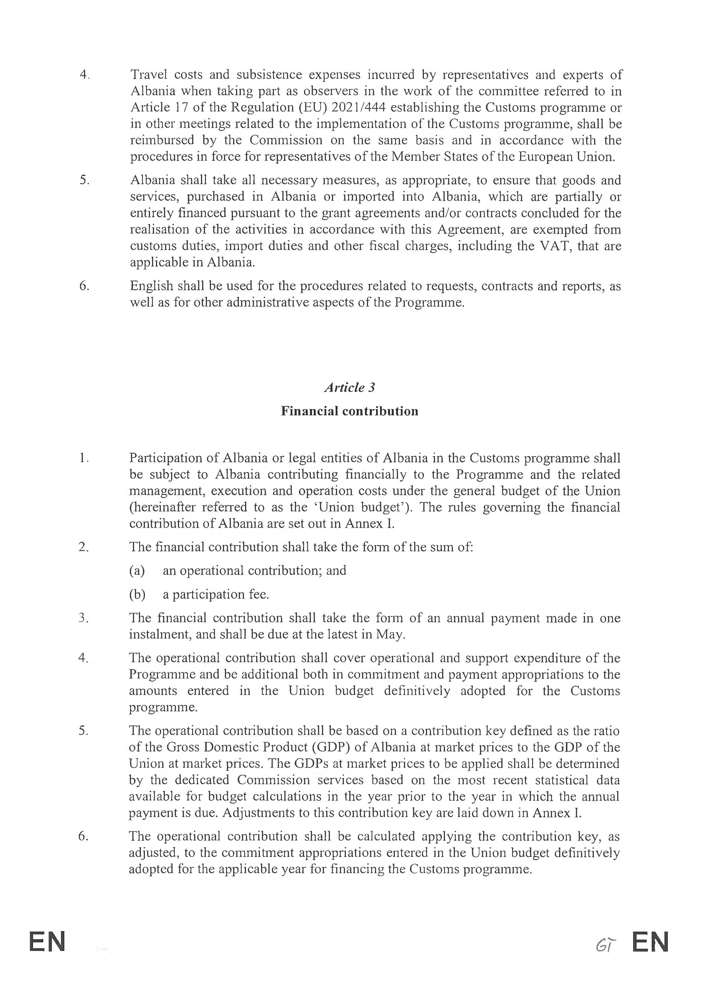 4. Travel costs and subsistence expenses incurred by representatives and experts of
Albania when taking part as observers in the work of the committee referred to in
Article 17 of the Regulation (EU) 2021/444 establishing the Customs programme or
in other meetings related to the implementation of the Customs programme, shall be
reimbursed by the Commission on the same basis and in accordance with the
procedures in force for representatives of the Member States of the European Union.
5. Albania shall take all necessary measures, as appropriate, to ensure that goods and
services, purchased in Albania or imported into Albania, which are partially or
entirely financed pursuant to the grant agreements and/or contracts concluded for the
realisation of the activities in accordance with this Agreement, are exempted from
customs duties, import duties and other fiscal charges, including the VAT, that are
applicable in Albania.
6. English shall be used for the procedures related to requests, contracts and reports, as
well as for other administrative aspects of the Programme.
Article 3
Financial contribution
1. Participation of Albania or legal entities of Albania in the Customs programme shall
be subject to Albania contributing financially to the Programme and the related
management, execution and operation costs under the general budget of the Union
(hereinafter referred to as the ‘Union budget’). The rules governing the financial
contribution of Albania are set out in Annex I.
2. The financial contribution shall take the form of the sum of:
(a) an operational contribution; and
(b) a participation fee.
3. The financial contribution shall take the form of an annual payment made in one
instalment, and shall be due at the latest in May.
4. The operational contribution shall cover operational and support expenditure of the
Programme and be additional both in commitment and payment appropriations to the
amounts entered in the Union budget definitively adopted for the Customs
programme.
5. The operational contribution shall be based on a contribution key defined as the ratio
of the Gross Domestic Product (GDP) of Albania at market prices to the GDP of the
Union at market prices. The GDPs at market prices to be applied shall be determined
by the dedicated Commission services based on the most recent statistical data
available for budget calculations in the year prior to the year in which the annual
payment is due. Adjustments to this contribution key are laid down in Annex I.
6. The operational contribution shall be calculated applying the contribution key, as
adjusted, to the commitment appropriations entered in the Union budget definitively
adopted for the applicable year for financing the Customs programme.
EN EN